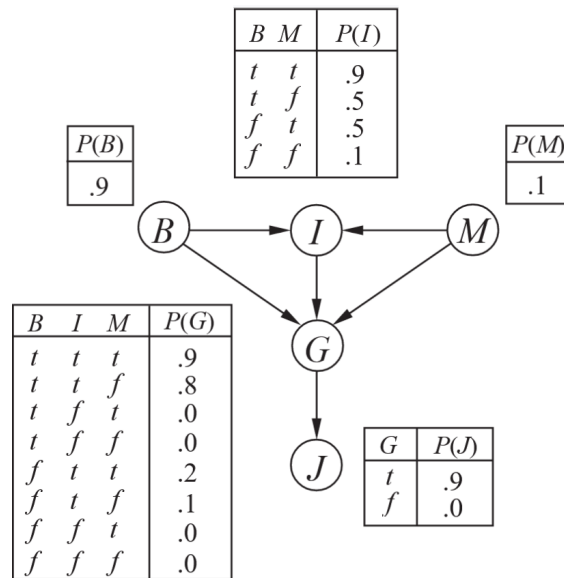 B M P(I)
t t .9
t f .5
f t .5
f f .1
P(B)
.9
P(M)
.1
B
I
M
B I M P(G)
t t t .9
t t f .8
t f t .0
t f f .0
f t t .2
f t f .1
f f t .0
f f f .0
G
J
G P(J)
t .9
f .0